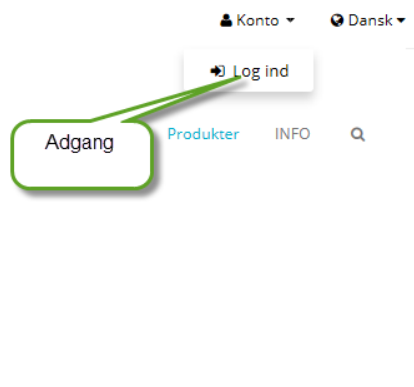 Konto
Dansk
Log ind
Adgang
Produkter
INFO